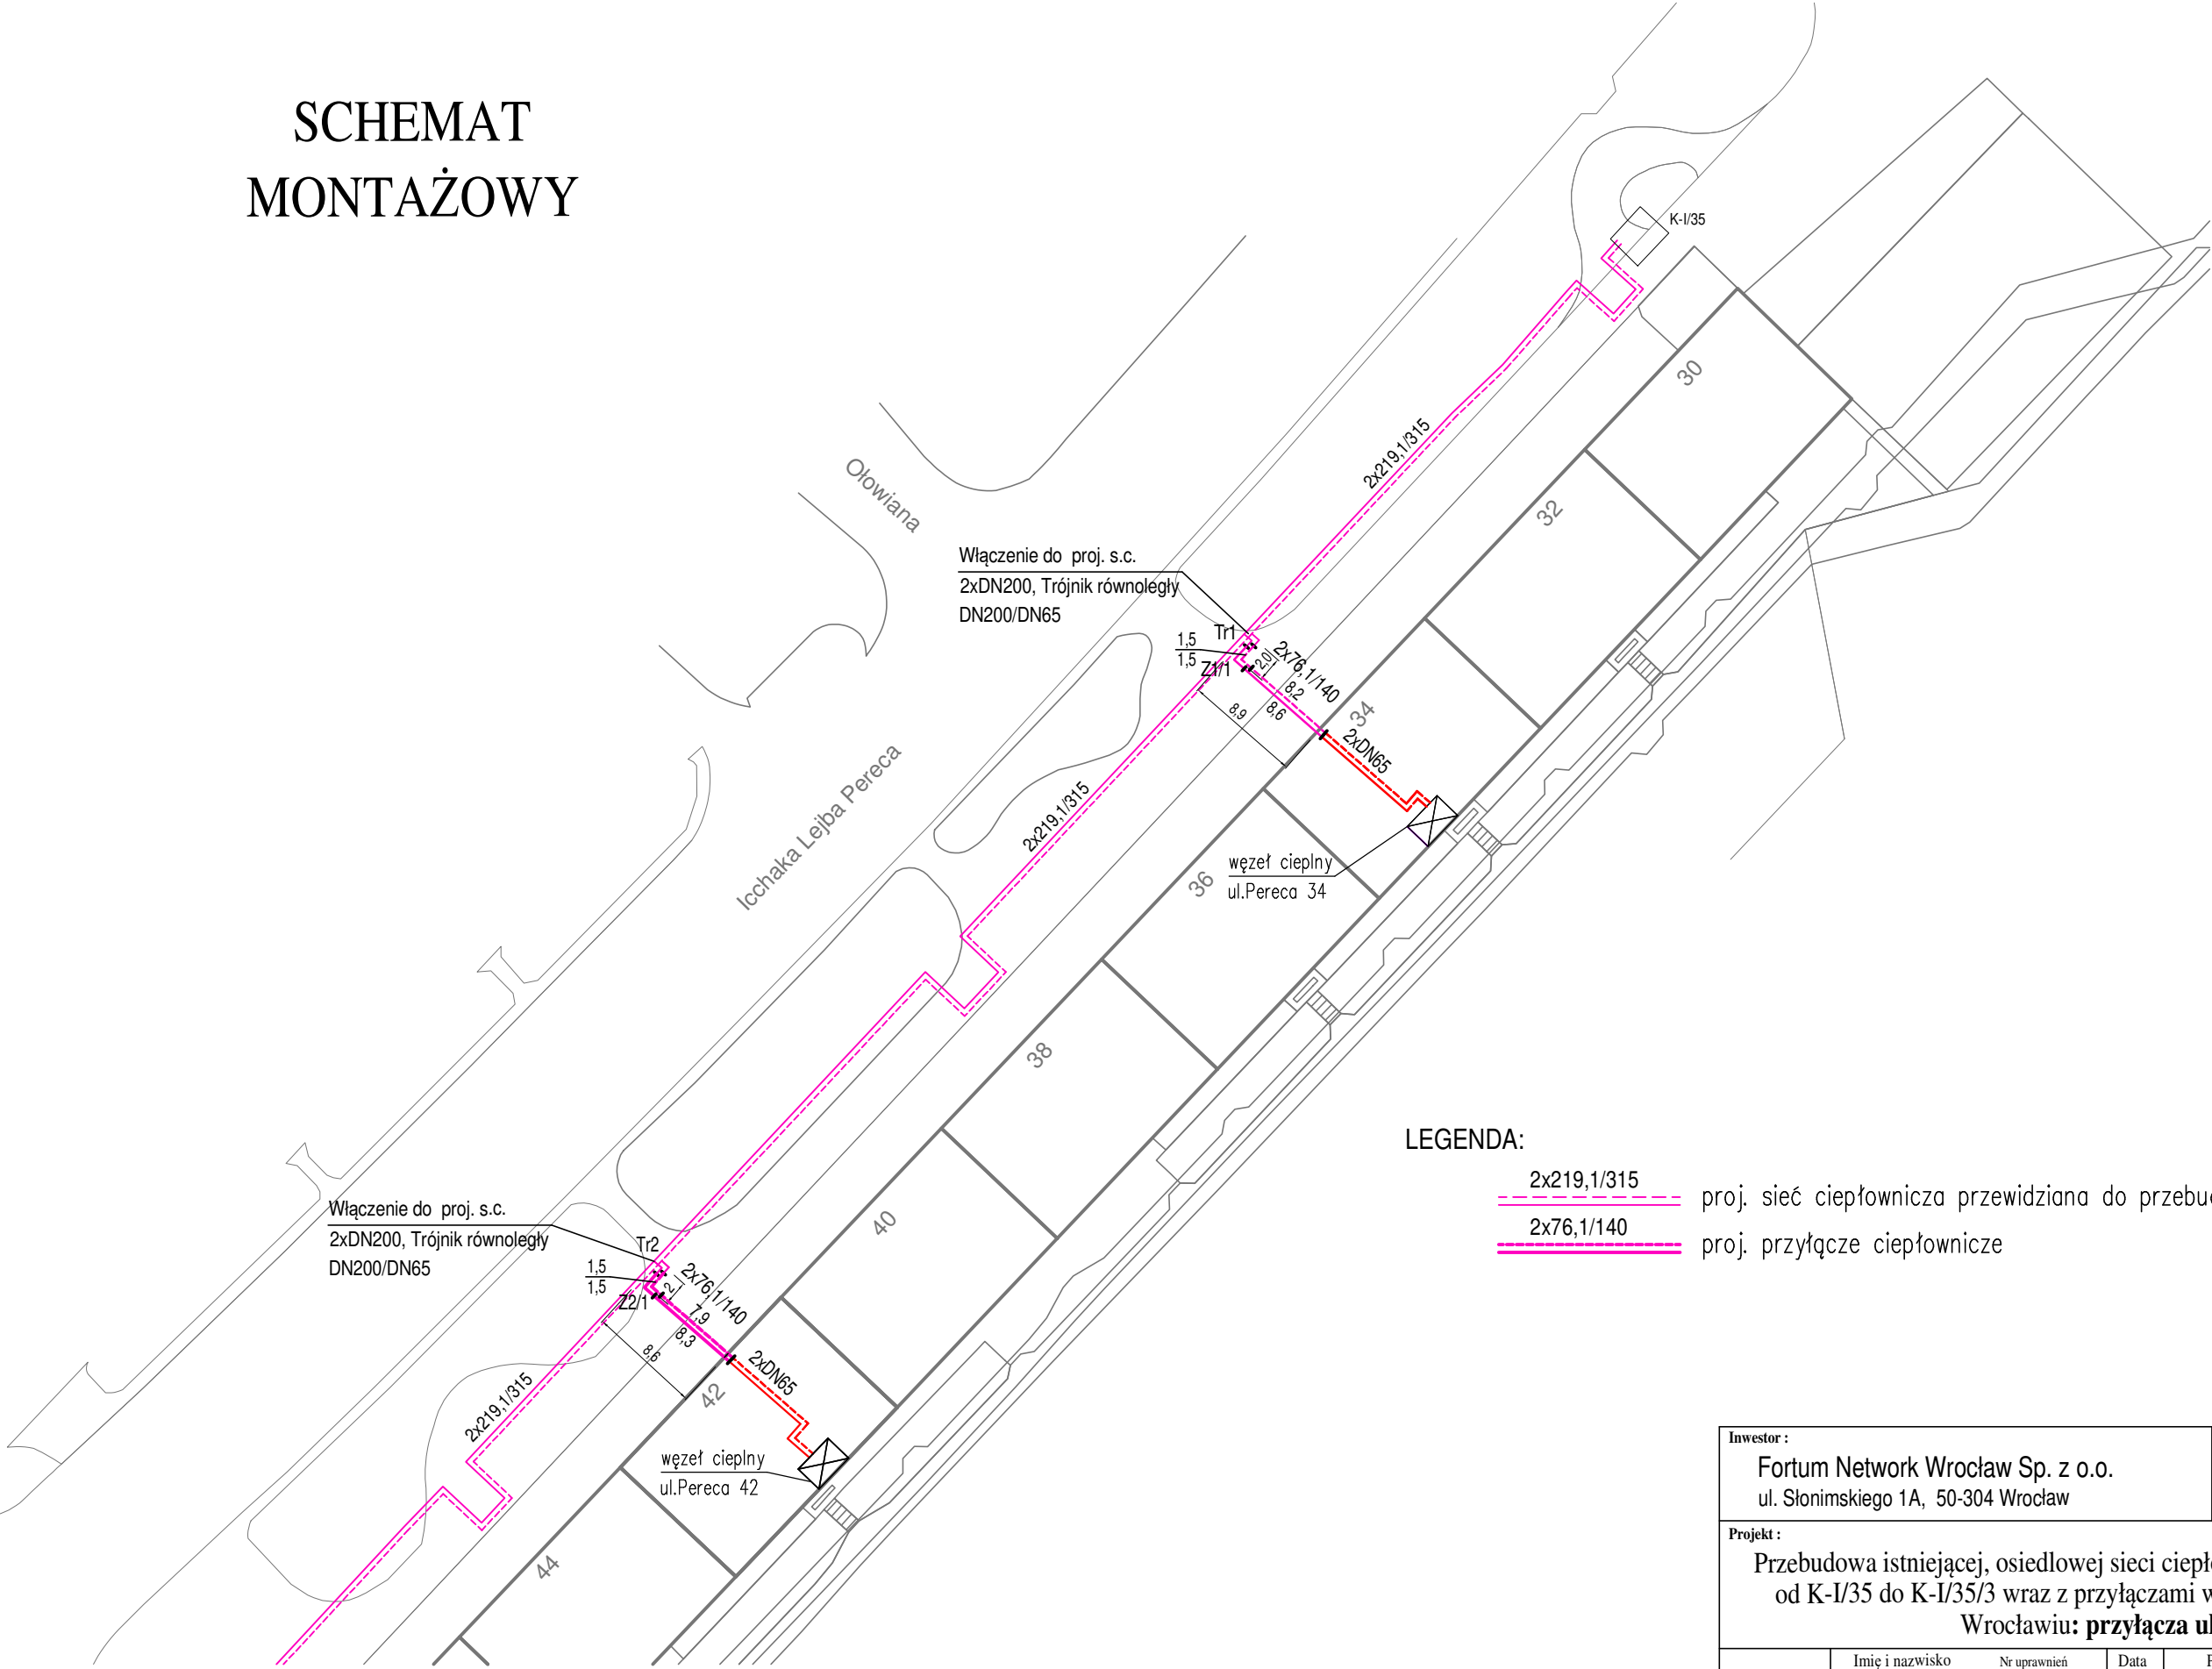 SCHEMAT
MONTAŻOWY
K-I/35
30
2x219,1/315
Ołowiana
32
Włączenie do proj. s.c.
2xDN200, Trójnik równoległy
DN200/DN65
Tr1
1,5
1,5
Z1/1
2,0
2x76,1/140
8,2
8,6
8,9
34
2xDN65
Icchaka Lejba Pereca
2x219,1/315
węzeł cieplny
ul.Pereca 34
36
38
LEGENDA:
2x219,1/315
proj. sieć ciepłownicza przewidziana do
2x76,1/140
proj. przyłącze ciepłownicze
40
Włączenie do proj. s.c.
2xDN200, Trójnik równoległy
DN200/DN65
Tr2
1,5
1,5
Z2/1
2x76,1/140
7,9
8,3
8,6
42
2xDN65
2x219,1/315
węzeł cieplny
ul.Pereca 42
44
Inwestor :
Fortum Network Wrocław Sp. z o.o.
ul. Słonimskiego 1A, 50-304 Wrocław
Projekt :
Przebudowa istniejącej, osiedlowej sieci
od K-I/35 do K-I/35/3 wraz z przyłączami w
Wrocławiu: przyłącza
Imię i nazwisko
Nr uprawnień
Data